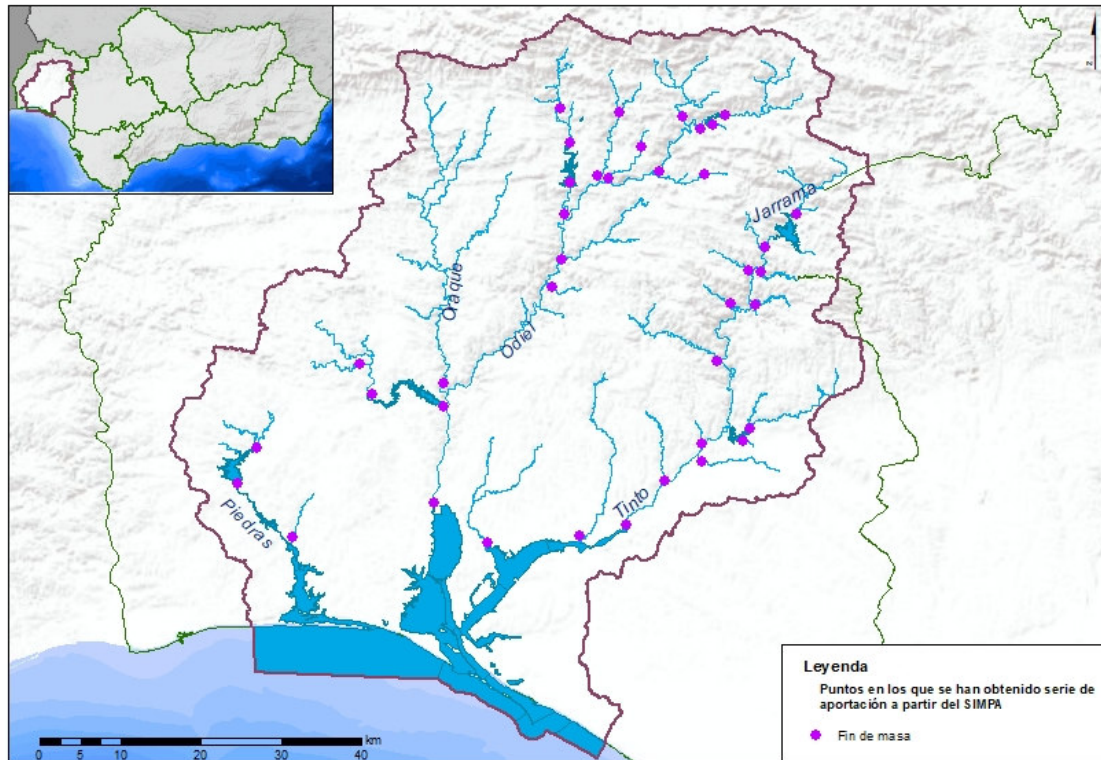 z
Jarrama
Oraque
Odiel
Tinto
Piedras
Leyenda
Puntos en los que se han obtenido serie de
aportación a partir del SIMPA
Fin de masa
km
0 5 10 20 30 40